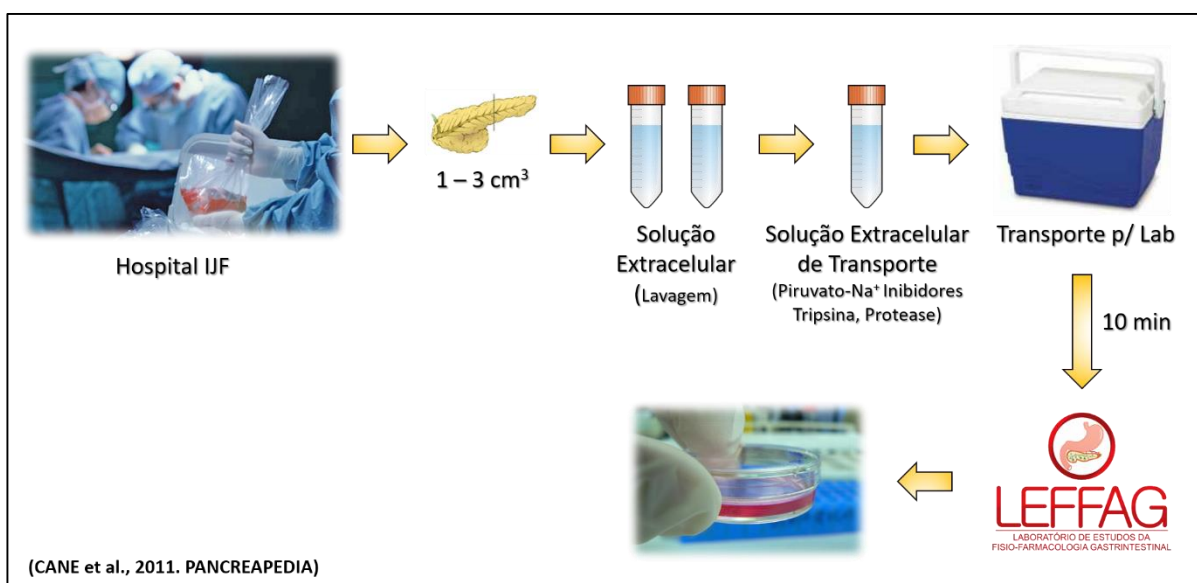 Hospital IJF
1 – 3 cm³
Solução
Extracelular
(Lavagem)
Solução Extracelular
de Transporte
(Piruvato-Na⁺ Inibidores
Tripsina, Protease)
Transporte p/ Lab
10 min
LEFFAG
LABORATÓRIO DE ESTUDOS DA
FISIO-FARMACOLOGIA GASTRINTESTINAL
(CANE et al., 2011. PANCREAPEDIA)